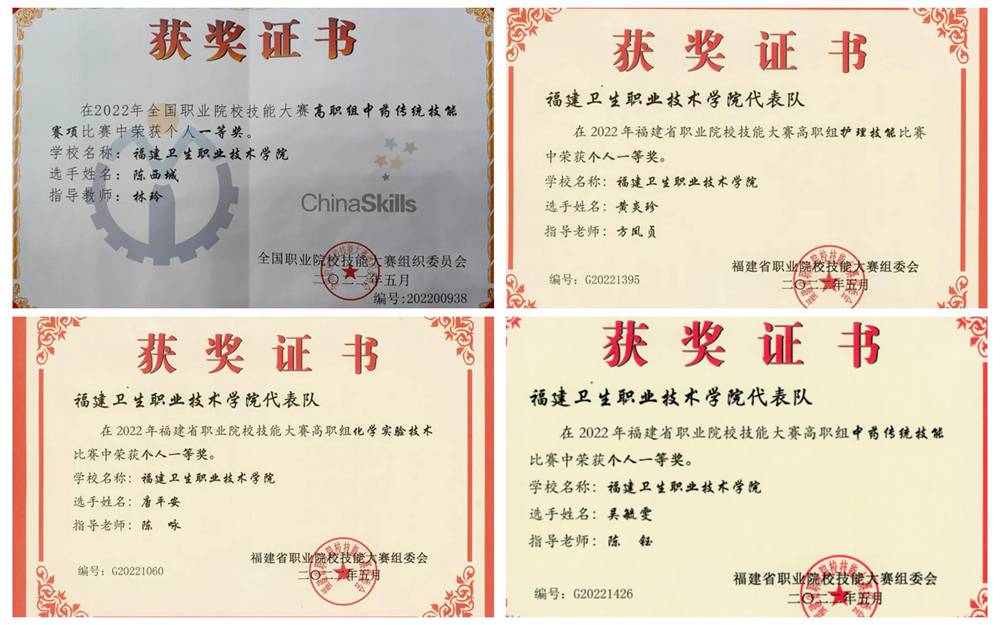 获奖证书
在2022年全国职业院校技能大赛高职组中药传统技能
赛项比赛中荣获个人一等奖。
学校名称：福建卫生职业技术学院
选手姓名：陈西城
指导教师：林玲
ChinaSkills
全国职业院校技能大赛组织委员会
二〇二二年五月
编号:202200938
获奖证书
福建卫生职业技术学院代表队
在 2022 年福建省职业院校技能大赛高职组护理技能比赛
中荣获个人一等奖。
学校名称：福建卫生职业技术学院
选手姓名：黄炎珍
指导老师：方凤贞
福建省职业院校技能大赛组委会
编号：G20221395
二〇二二年五月
获奖证书
福建卫生职业技术学院代表队
在 2022 年福建省职业院校技能大赛高职组化学实验技术
比赛中荣获个人一等奖。
学校名称：福建卫生职业技术学院
选手姓名：唐平安
指导老师：陈 咏
福建省职业院校技能大赛组委会
编号：G20221060
二〇二二年五月
获奖证书
福建卫生职业技术学院代表队
在 2022 年福建省职业院校技能大赛高职组中药传统技能
比赛中荣获个人一等奖。
学校名称：福建卫生职业技术学院
选手姓名：吴毓雯
指导老师：陈 钰
福建省职业院校技能大赛组委会
编号：G20221426
二〇二二年五月